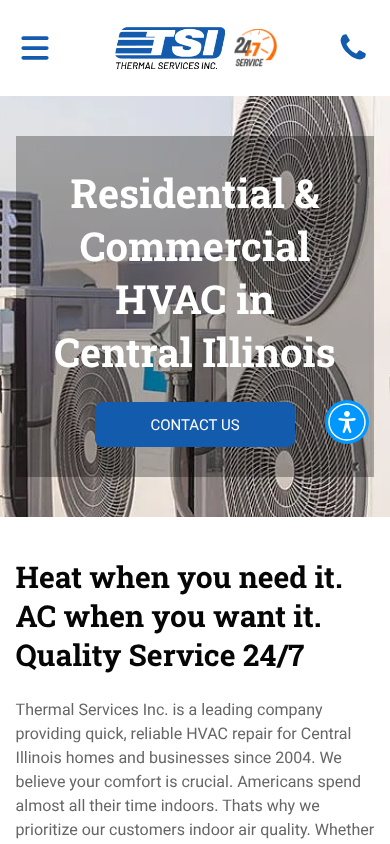 TSI
THERMAL SERVICES INC.
24/7
SERVICE
Residential &
Commercial
HVAC in
Central Illinois
CONTACT US
Heat when you need it.
AC when you want it.
Quality Service 24/7
Thermal Services Inc. is a leading company
providing quick, reliable HVAC repair for Central
Illinois homes and businesses since 2004. We
believe your comfort is crucial. Americans spend
almost all their time indoors. Thats why we
prioritize our customers indoor air quality. Whether